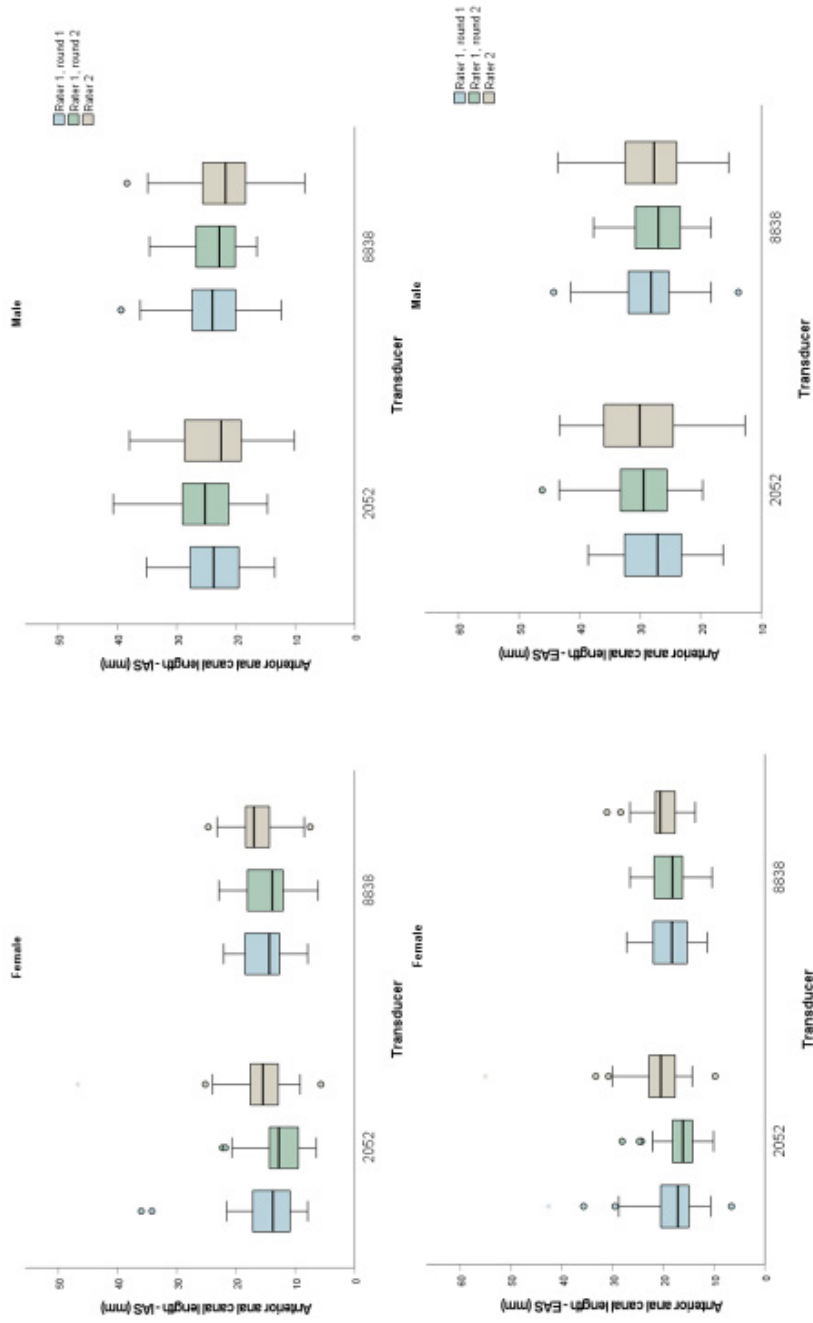 Female
Anterior anal canal length - IAS (mm)
50
40
30
20
10
0
2052
8838
Transducer
Male
Rater 1, round 1
Rater 1, round 2
Rater 2
Anterior anal canal length - IAS (mm)
50
40
30
20
10
0
2052
8838
Transducer
Female
Anterior anal canal length - EAS (mm)
60
50
40
30
20
10
0
2052
8838
Transducer
Male
Rater 1, round 1
Rater 1, round 2
Rater 2
Anterior anal canal length - EAS (mm)
60
50
40
30
20
10
2052
8838
Transducer